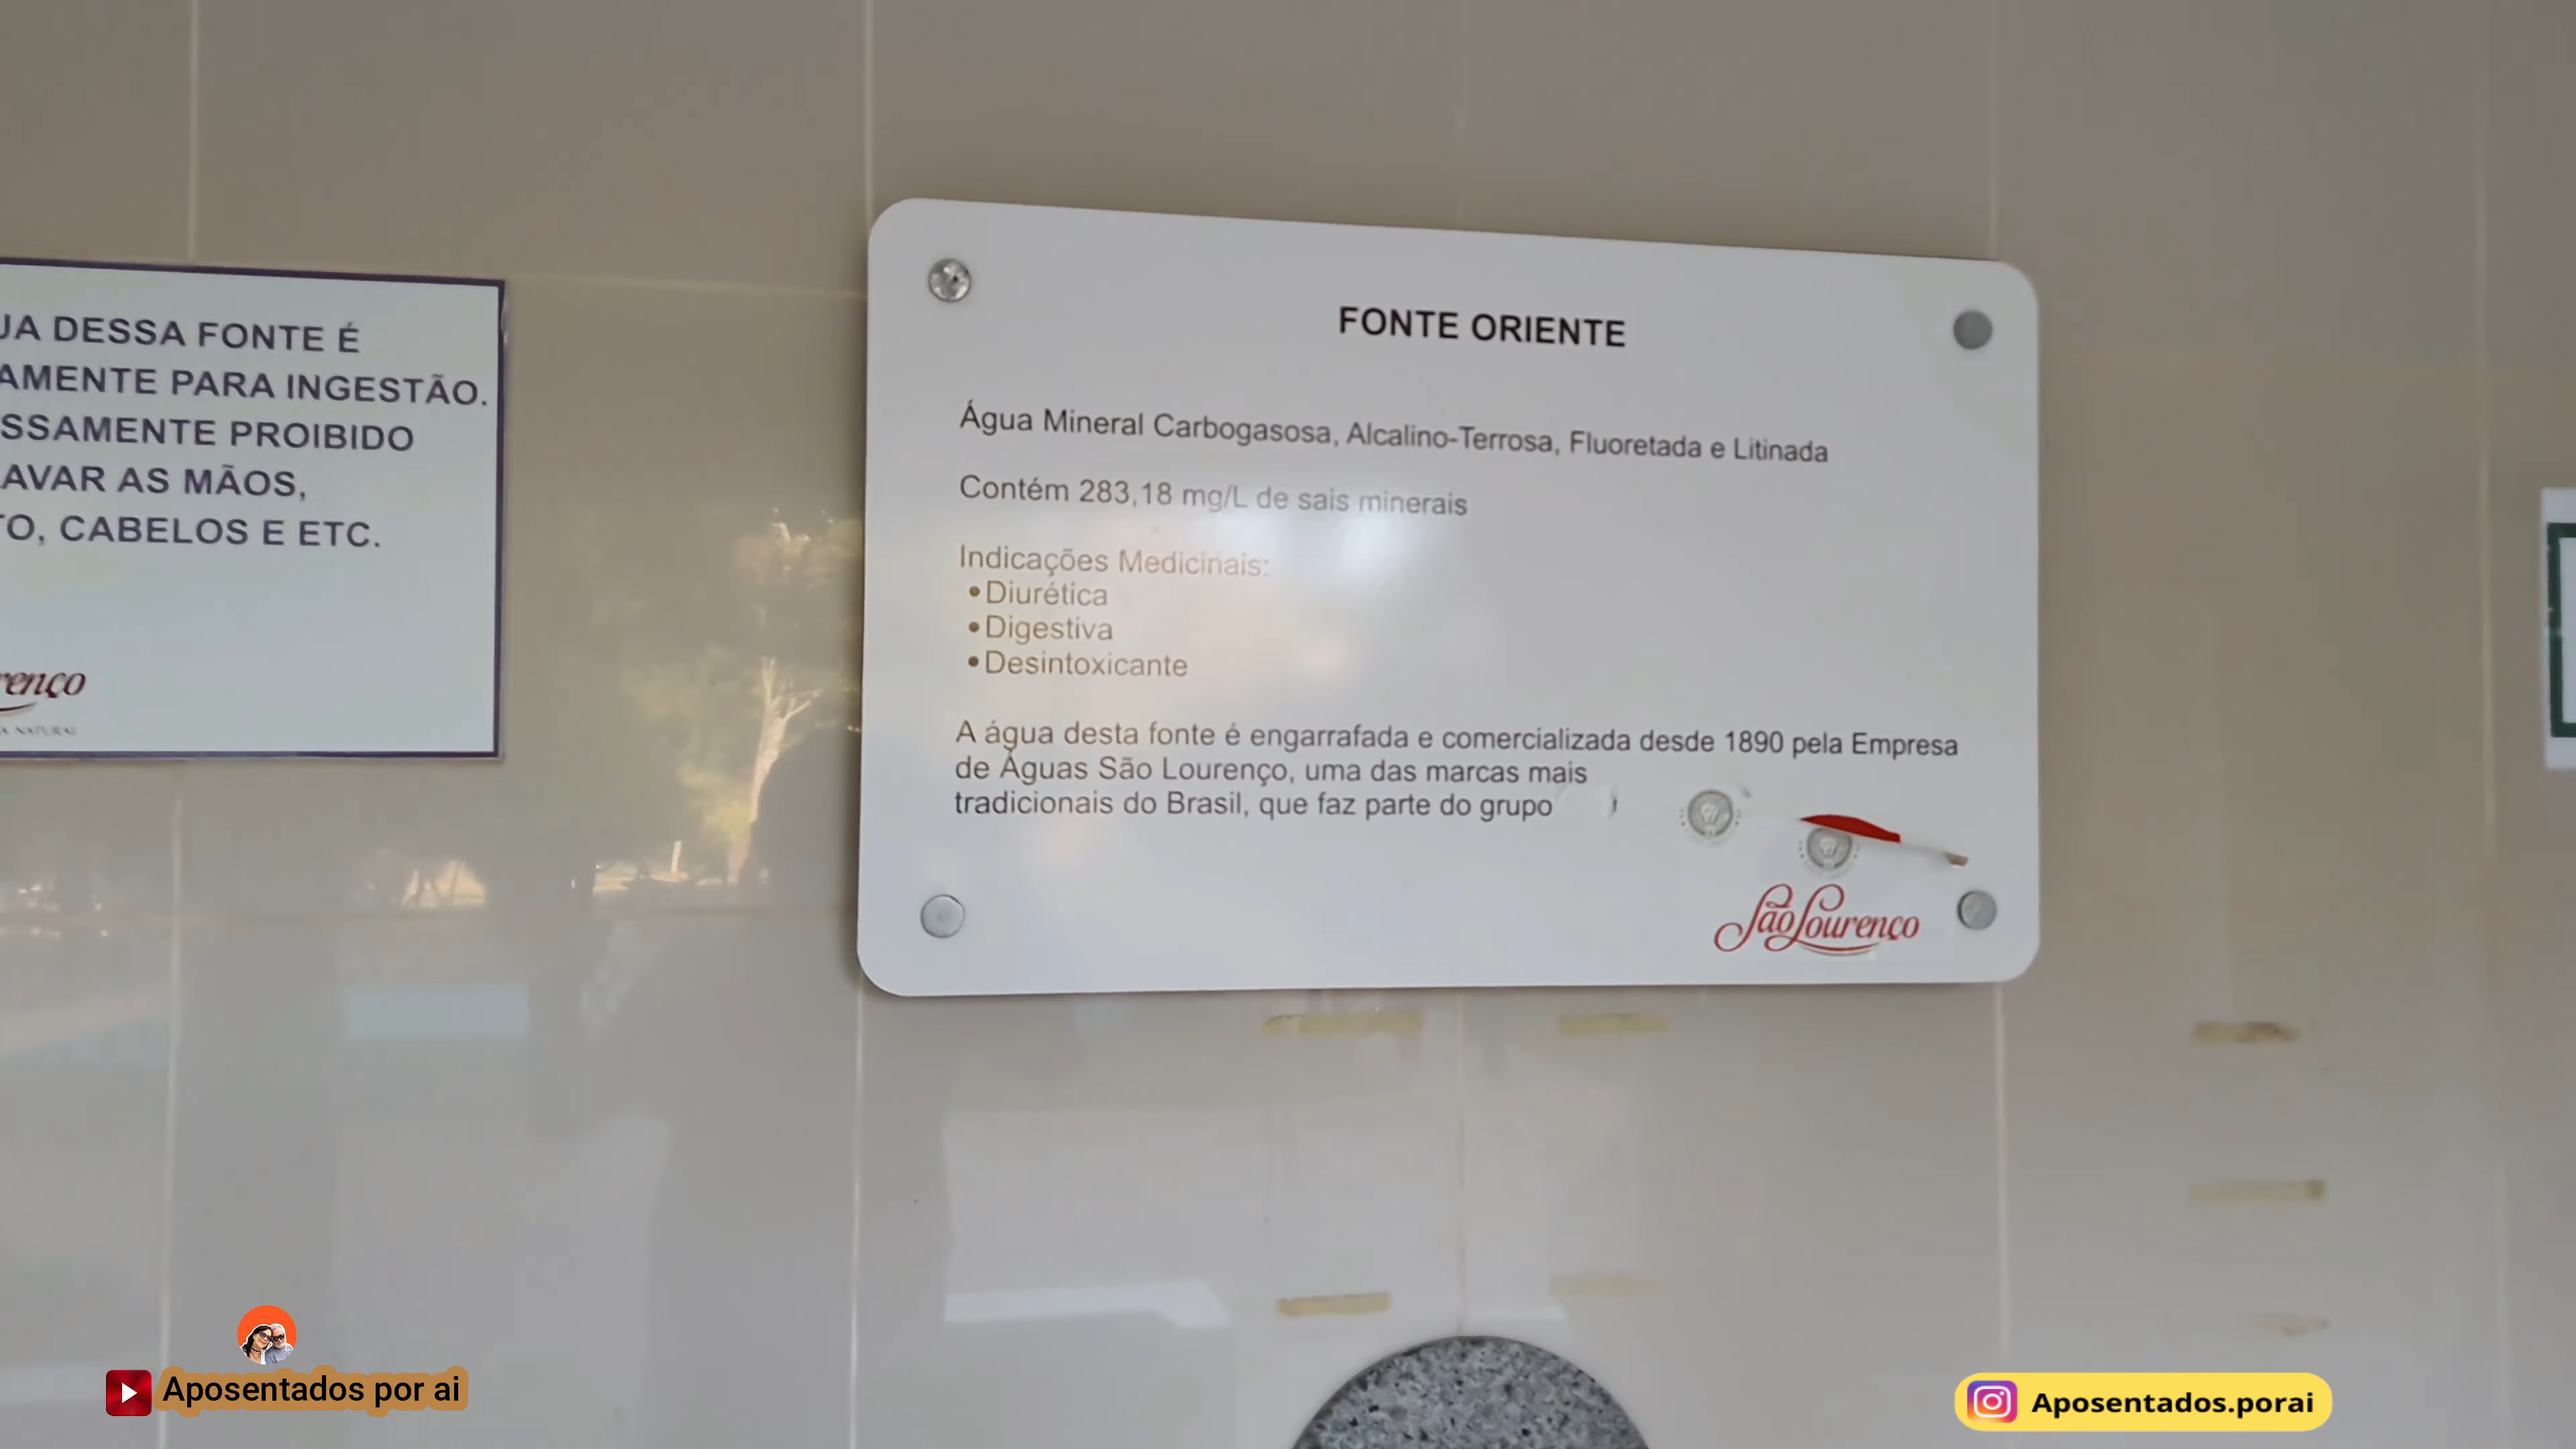 UA DESSA FONTE É
AMENTE PARA INGESTÃO.
SSAMENTE PROIBIDO
AVAR AS MÃOS,
TO, CABELOS E ETC.
renço
A NATURAL
FONTE ORIENTE
Água Mineral Carbogasosa, Alcalino-Terrosa, Fluoretada e Litinada
Contém 283,18 mg/L de sais minerais
Indicações Medicinais:
•Diurética
•Digestiva
•Desintoxicante
A água desta fonte é engarrafada e comercializada desde 1890 pela Empresa
de Águas São Lourenço, uma das marcas mais
tradicionais do Brasil, que faz parte do grupo
São Lourenço
Aposentados por ai
Aposentados.porai